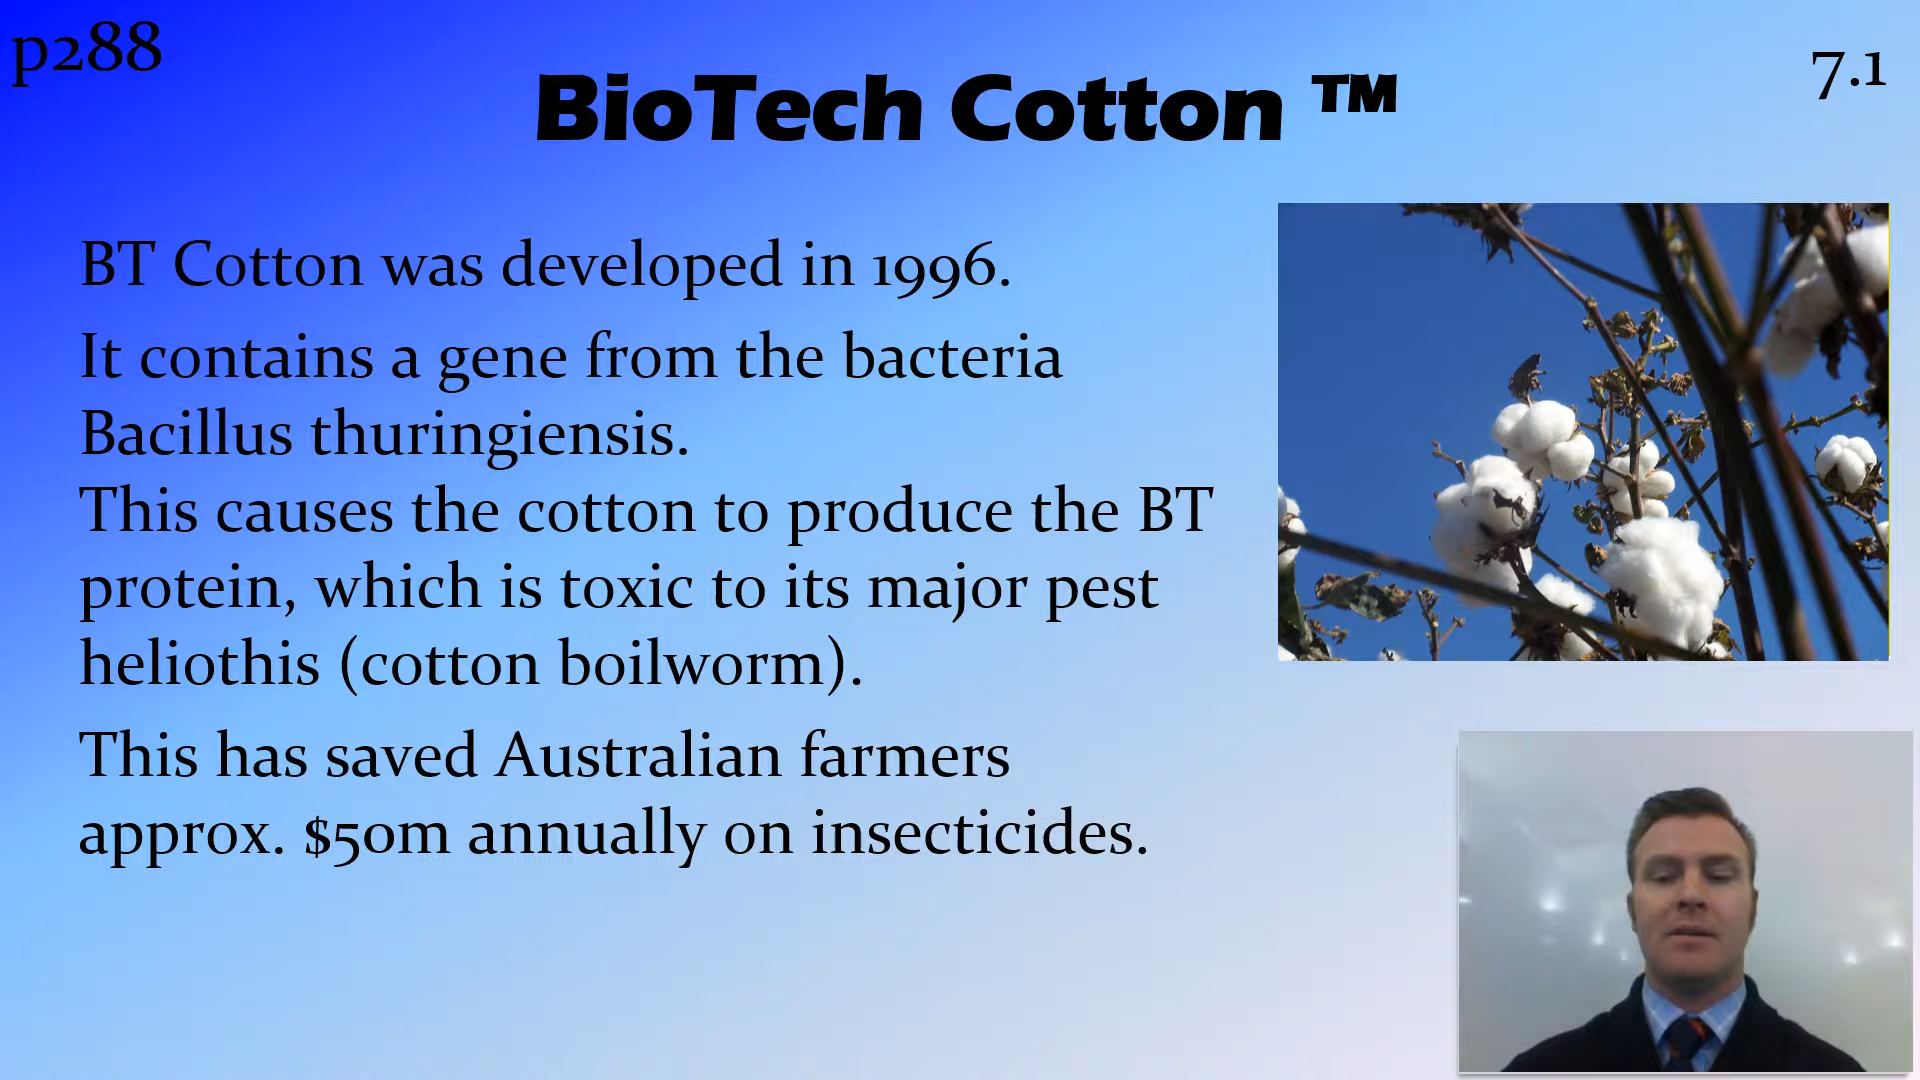 p288
7.1
BioTech Cotton ™
BT Cotton was developed in 1996.
It contains a gene from the bacteria
Bacillus thuringiensis.
This causes the cotton to produce the BT
protein, which is toxic to its major pest
heliothis (cotton boilworm).
This has saved Australian farmers
approx. $50m annually on insecticides.